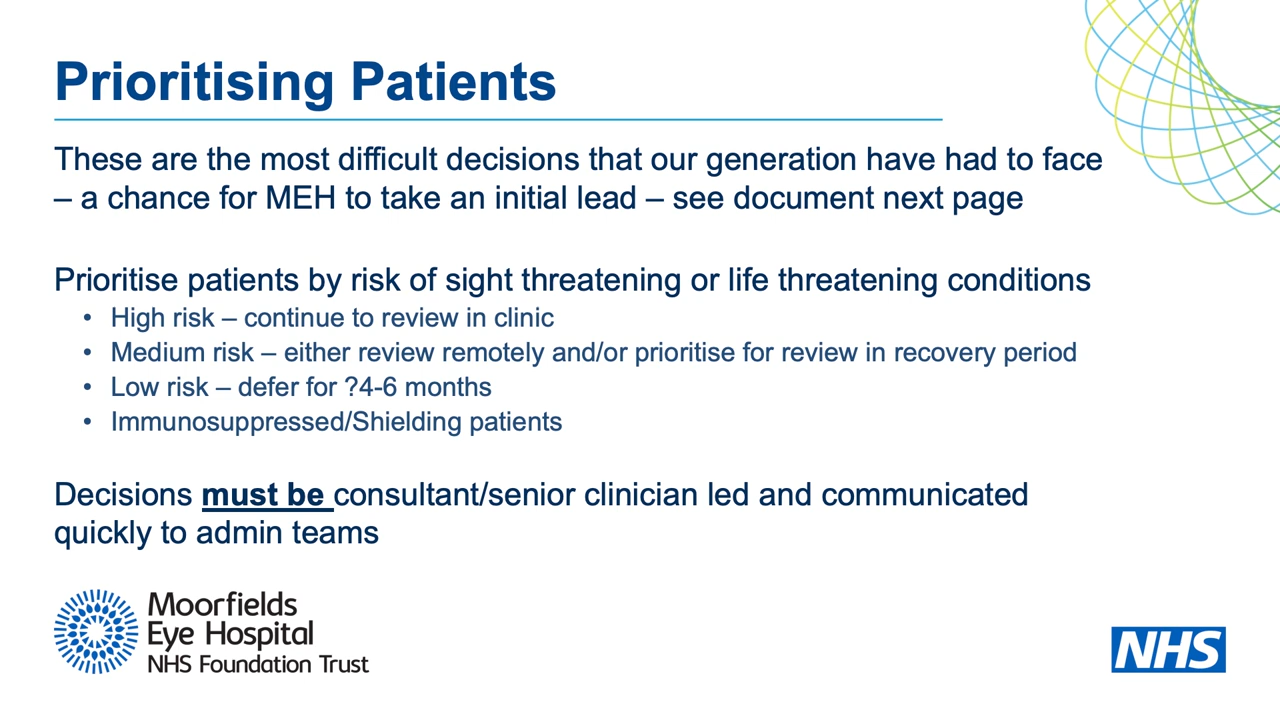 Prioritising Patients
These are the most difficult decisions that our generation have had to face
– a chance for MEH to take an initial lead – see document next page
Prioritise patients by risk of sight threatening or life threatening conditions
• High risk – continue to review in clinic
• Medium risk – either review remotely and/or prioritise for review in recovery period
• Low risk – defer for ?4-6 months
• Immunosuppressed/Shielding patients
Decisions must be consultant/senior clinician led and communicated
quickly to admin teams
Moorfields
Eye Hospital
NHS Foundation Trust
NHS